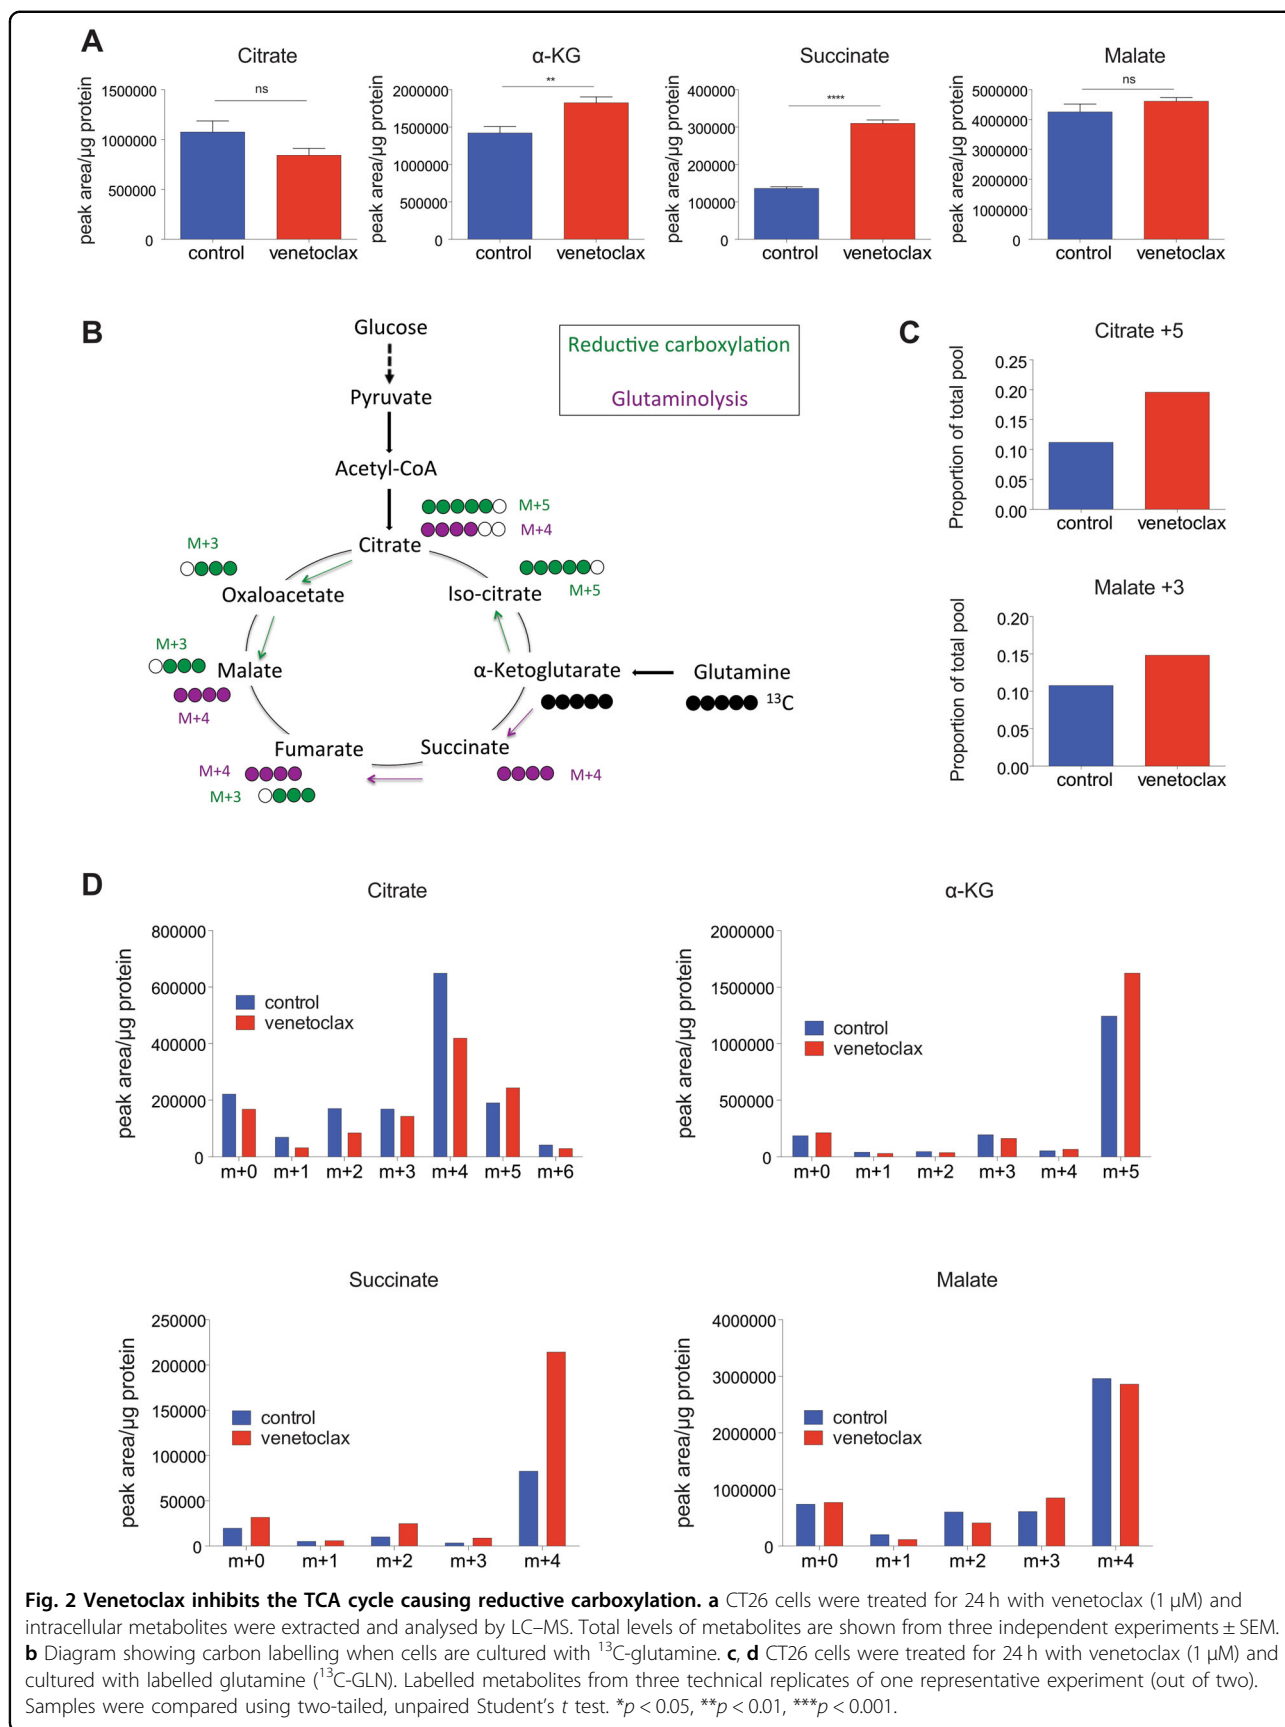 A
Citrate
ns
peak area/µg protein
1500000
1000000
500000
0
control venetoclax
α-KG
**
peak area/µg protein
2000000
1500000
1000000
500000
0
control venetoclax
Succinate
****
peak area/µg protein
400000
300000
200000
100000
0
control venetoclax
Malate
ns
peak area/µg protein
5000000
4000000
3000000
2000000
1000000
0
control venetoclax
B
Glucose
Reductive carboxylation
Glutaminolysis
Pyruvate
Acetyl-CoA
M+5
M+4
Citrate
M+3
Oxaloacetate
Iso-citrate
M+5
M+3
Malate
M+4
α-Ketoglutarate
Glutamine
¹³C
Fumarate
Succinate
M+4
M+3
M+4
C
Citrate +5
Proportion of total pool
0.25
0.20
0.15
0.10
0.05
0.00
control venetoclax
Malate +3
Proportion of total pool
0.20
0.15
0.10
0.05
0.00
control venetoclax
D
Citrate
peak area/µg protein
800000
600000
400000
200000
0
control
venetoclax
m+0 m+1 m+2 m+3 m+4 m+5 m+6
α-KG
peak area/µg protein
2000000
1500000
1000000
500000
0
control
venetoclax
m+0 m+1 m+2 m+3 m+4 m+5
Succinate
peak area/µg protein
250000
200000
150000
100000
50000
0
control
venetoclax
m+0 m+1 m+2 m+3 m+4
Malate
peak area/µg protein
4000000
3000000
2000000
1000000
0
control
venetoclax
m+0 m+1 m+2 m+3 m+4
Fig. 2 Venetoclax inhibits the TCA cycle causing reductive carboxylation. a CT26 cells were treated for 24 h with venetoclax (1 µM) and
intracellular metabolites were extracted and analysed by LC–MS. Total levels of metabolites are shown from three independent experiments ± SEM.
b Diagram showing carbon labelling when cells are cultured with ¹³C-glutamine. c, d CT26 cells were treated for 24 h with venetoclax (1 µM) and
cultured with labelled glutamine (¹³C-GLN). Labelled metabolites from three technical replicates of one representative experiment (out of two).
Samples were compared using two-tailed, unpaired Student’s t test. *p < 0.05, **p < 0.01, ***p < 0.001.